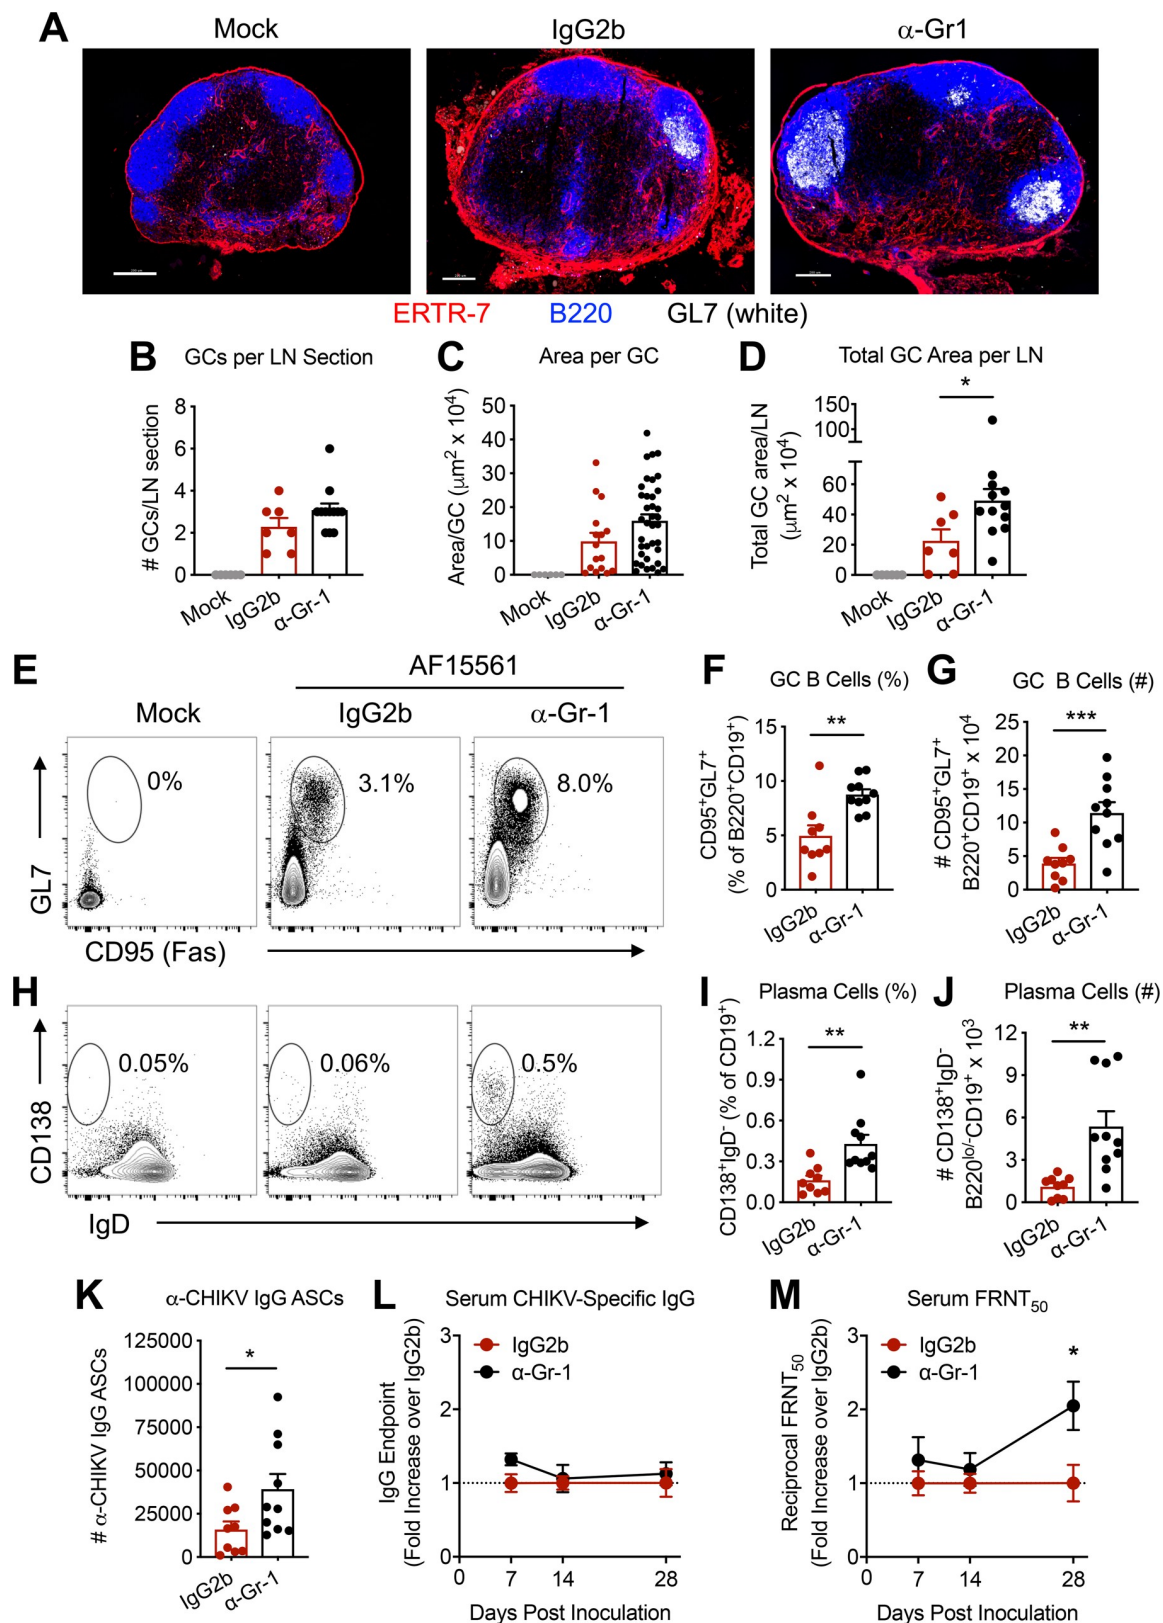 A
Mock
IgG2b
α-Gr1
ERTR-7 B220 GL7 (white)
B
GCs per LN Section
# GCs/LN section
8
6
4
2
0
Mock
IgG2b
α-Gr-1
C
Area per GC
Area/GC (μm² x 10⁴)
50
40
30
20
10
0
Mock
IgG2b
α-Gr-1
D
Total GC Area per LN
Total GC area/LN
(μm² x 10⁴)
150
100
60
40
20
0
*
Mock
IgG2b
α-Gr-1
E
AF15561
Mock
IgG2b
α-Gr-1
0%
3.1%
8.0%
GL7
CD95 (Fas)
F
GC B Cells (%)
CD95⁺GL7⁺
(% of B220⁺CD19⁺)
15
10
5
0
**
IgG2b
α-Gr-1
G
GC B Cells (#)
# CD95⁺GL7⁺
B220⁺CD19⁺ x 10⁴
25
20
15
10
5
0
***
IgG2b
α-Gr-1
H
0.05%
0.06%
0.5%
CD138
IgD
I
Plasma Cells (%)
CD138⁺IgD⁻ (% of CD19⁺)
1.2
0.9
0.6
0.3
0.0
**
IgG2b
α-Gr-1
J
Plasma Cells (#)
# CD138⁺IgD⁻
B220ˡᵒ/⁻CD19⁺ x 10³
12
9
6
3
0
**
IgG2b
α-Gr-1
K
α-CHIKV IgG ASCs
# α-CHIKV IgG ASCs
125000
100000
75000
50000
25000
0
*
IgG2b
α-Gr-1
L
Serum CHIKV-Specific IgG
IgG Endpoint
(Fold Increase over IgG2b)
3
2
1
0
IgG2b
α-Gr-1
0 7 14 28
Days Post Inoculation
M
Serum FRNT₅₀
Reciprocal FRNT₅₀
(Fold Increase over IgG2b)
3
2
1
0
IgG2b
α-Gr-1
*
0 7 14 28
Days Post Inoculation